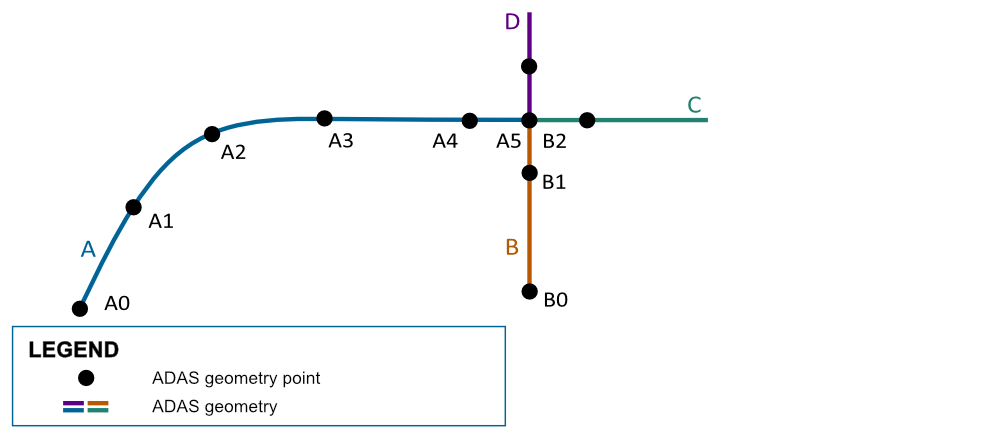 D
C
A3
A4
A5
B2
A2
B1
A1
A
B
A0
B0
LEGEND
ADAS geometry point
ADAS geometry